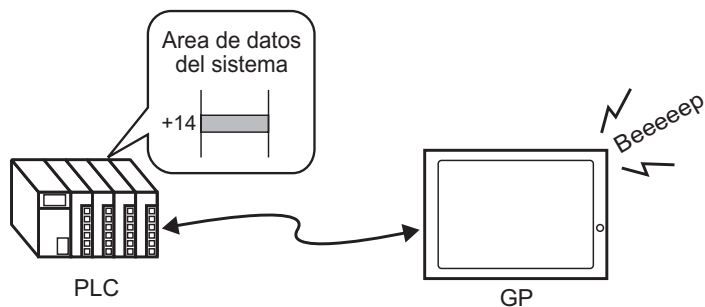 Area de datos
del sistema
+14
Beeeeep
PLC
GP